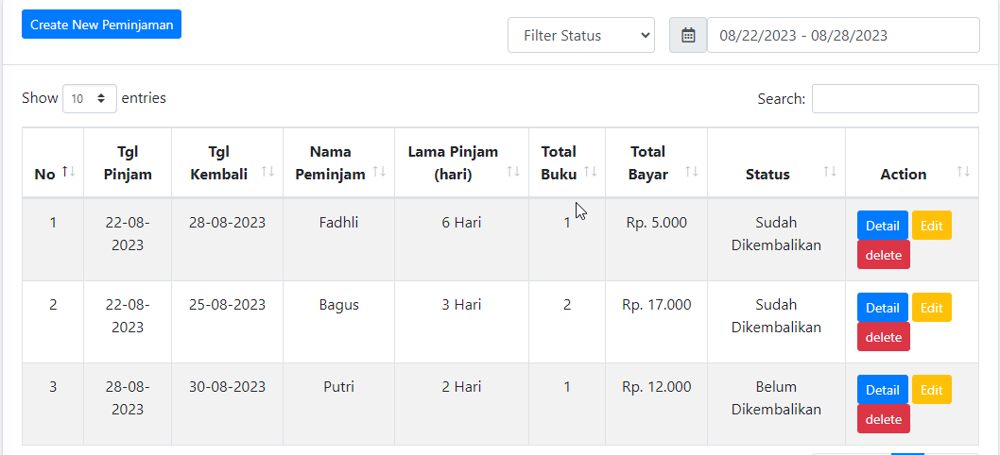 Create New Peminjaman
Filter Status
08/22/2023 - 08/28/2023
Show 10 entries
Search:
No Tgl Pinjam Tgl Kembali Nama Peminjam Lama Pinjam (hari) Total Buku Total Bayar Status Action
1 22-08-2023 28-08-2023 Fadhli 6 Hari 1 Rp. 5.000 Sudah Dikembalikan Detail Edit delete
2 22-08-2023 25-08-2023 Bagus 3 Hari 2 Rp. 17.000 Sudah Dikembalikan Detail Edit delete
3 28-08-2023 30-08-2023 Putri 2 Hari 1 Rp. 12.000 Belum Dikembalikan Detail Edit delete